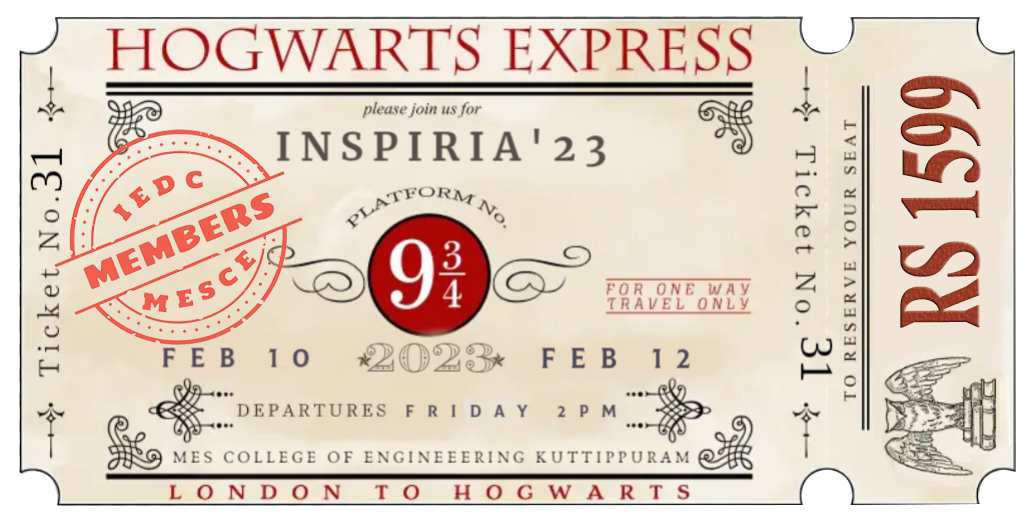 HOGWARTS EXPRESS
please join us for
INSPIRIA'23
PLATFORM No.
9 3/4
FOR ONE WAY
TRAVEL ONLY
FEB 10 2023 FEB 12
DEPARTURES FRIDAY 2PM
MES COLLEGE OF ENGINEEERING KUTTIPPURAM
LONDON TO HOGWARTS
Ticket No.31
IEDC
MEMBERS
MESCE
Ticket No.31
TO RESERVE YOUR SEAT
RS 1599